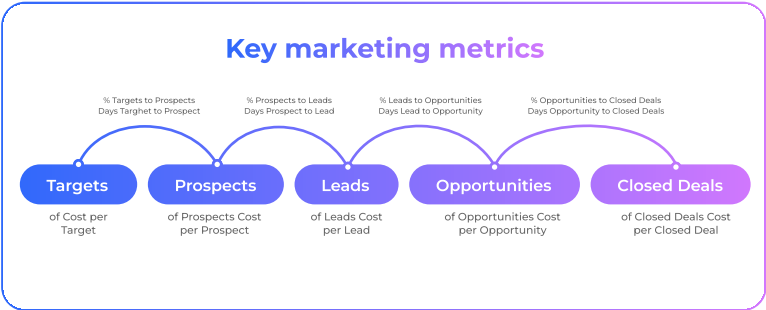 Key marketing metrics
% Targets to Prospects
Days Targhet to Prospect
% Prospects to Leads
Days Prospect to Lead
% Leads to Opportunities
Days Lead to Opportunity
% Opportunities to Closed Deals
Days Opportunity to Closed Deals
Targets
Prospects
Leads
Opportunities
Closed Deals
of Cost per
Target
of Prospects Cost
per Prospect
of Leads Cost
per Lead
of Opportunities Cost
per Opportunity
of Closed Deals Cost
per Closed Deal